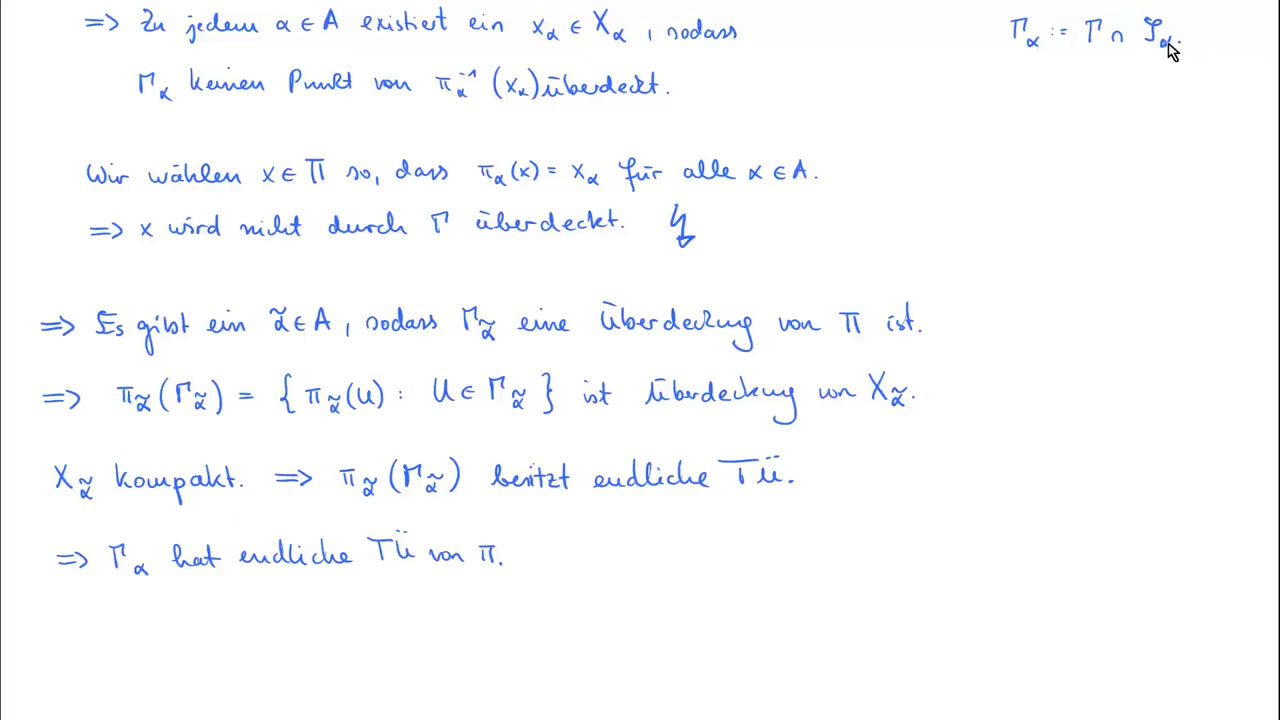 => Zu jedem α ∈ A existiert ein x_α ∈ X_α, sodass
Γ_α := Γ ∩ 𝒮_α.
Γ_α keinen Punkt von π_α^{-1}(x_α) überdeckt.
Wir wählen x ∈ Π so, dass π_α(x) = x_α für alle α ∈ A.
=> x wird nicht durch Γ überdeckt. ↯
=> Es gibt ein α̃ ∈ A, sodass Γ_α̃ eine Überdeckung von Π ist.
=> π_α̃(Γ_α̃) = { π_α̃(U) : U ∈ Γ_α̃ } ist Überdeckung von X_α̃.
X_α̃ kompakt. => π_α̃(Γ_α̃) besitzt endliche TÜ.
=> Γ_α hat endliche TÜ von Π.